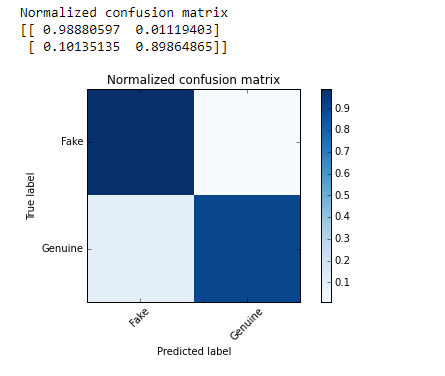 Normalized confusion matrix
[[ 0.98880597  0.01119403]
 [ 0.10135135  0.89864865]]
Normalized confusion matrix
True label
Fake
Genuine
Fake
Genuine
Predicted label
0.9
0.8
0.7
0.6
0.5
0.4
0.3
0.2
0.1